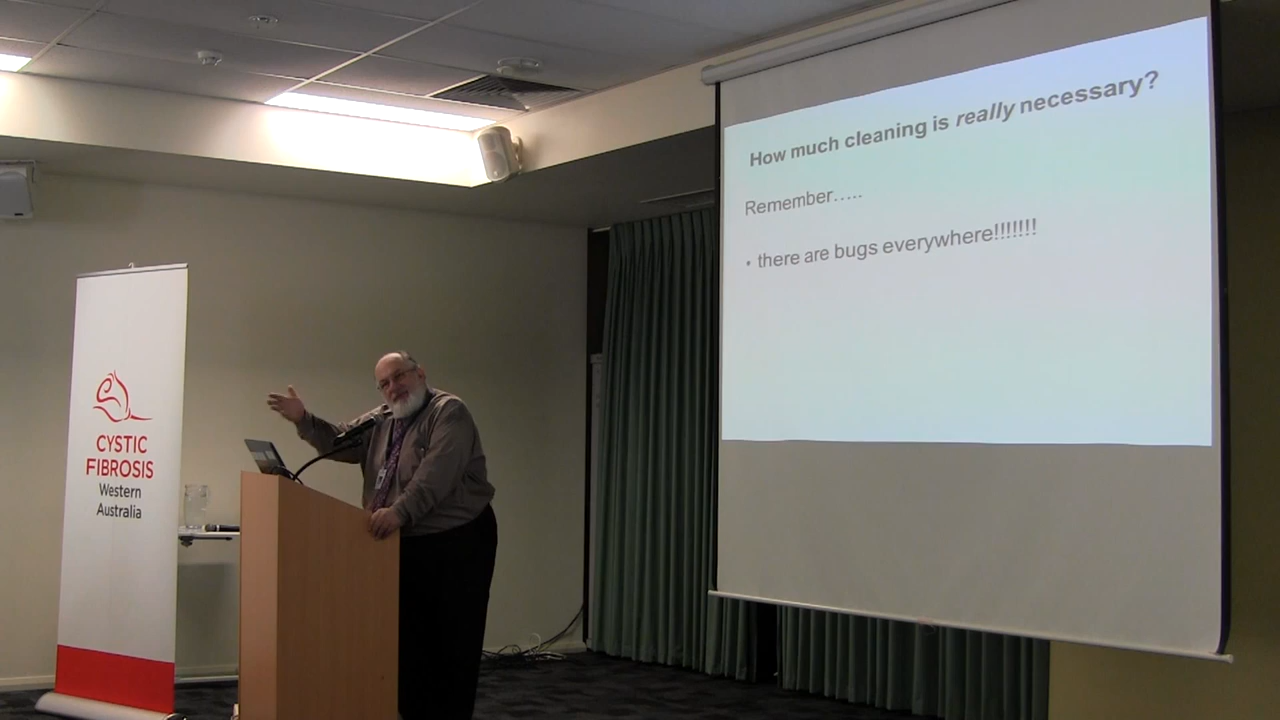 How much cleaning is really necessary?
Remember.....
• there are bugs everywhere!!!!!!!
CYSTIC
FIBROSIS
Western
Australia